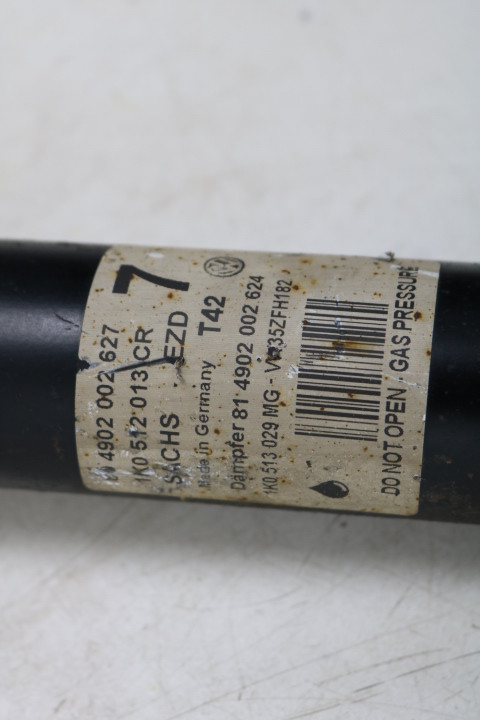 4902 002 627
7
1K0 512 013 CR
SACHS EZD
Made in Germany T42
Dämpfer 81 4902 002 624
1K0 513 029 MG - 35ZFH182
DO NOT OPEN GAS PRESSURE